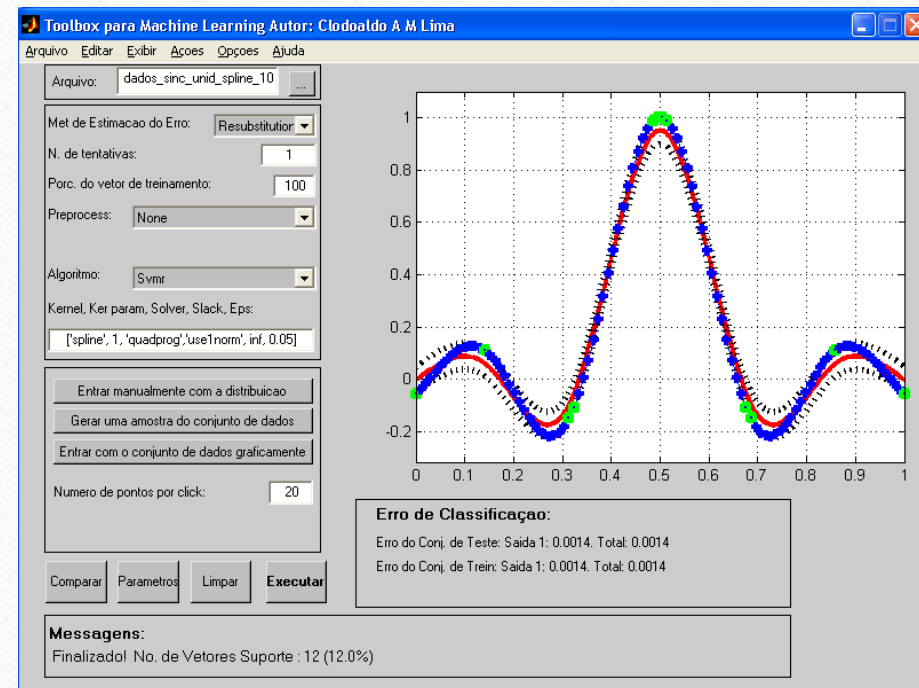 Toolbox para Machine Learning Autor: Clodoaldo A M Lima
Arquivo Editar Exibir Açoes Opçoes Ajuda
Arquivo: dados_sinc_unid_spline_10 ...
Met de Estimacao do Erro: Resubstitution
N. de tentativas: 1
Porc. do vetor de treinamento: 100
Preprocess: None
Algoritmo: Svmr
Kernel, Ker param, Solver, Slack, Eps:
['spline', 1, 'quadprog','use1norm', inf, 0.05]
Entrar manualmente com a distribuicao
Gerar uma amostra do conjunto de dados
Entrar com o conjunto de dados graficamente
Numero de pontos por click: 20
Comparar Parametros Limpar Executar
1
0.8
0.6
0.4
0.2
0
-0.2
0 0.1 0.2 0.3 0.4 0.5 0.6 0.7 0.8 0.9 1
Erro de Classificaçao:
Erro do Conj. de Teste: Saida 1: 0.0014. Total: 0.0014
Erro do Conj. de Trein: Saida 1: 0.0014. Total: 0.0014
Messagens:
Finalizado! No. de Vetores Suporte : 12 (12.0%)